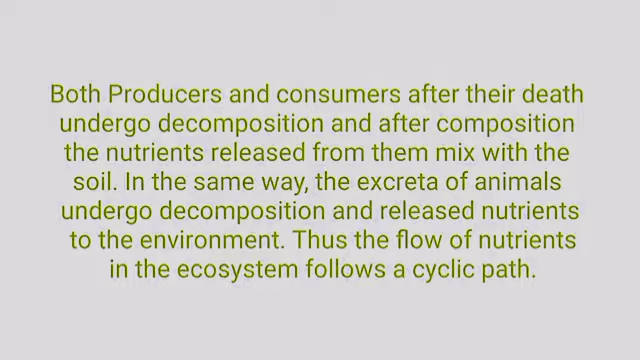 Both Producers and consumers after their death
undergo decomposition and after composition
the nutrients released from them mix with the
soil. In the same way, the excreta of animals
undergo decomposition and released nutrients
to the environment. Thus the flow of nutrients
in the ecosystem follows a cyclic path.